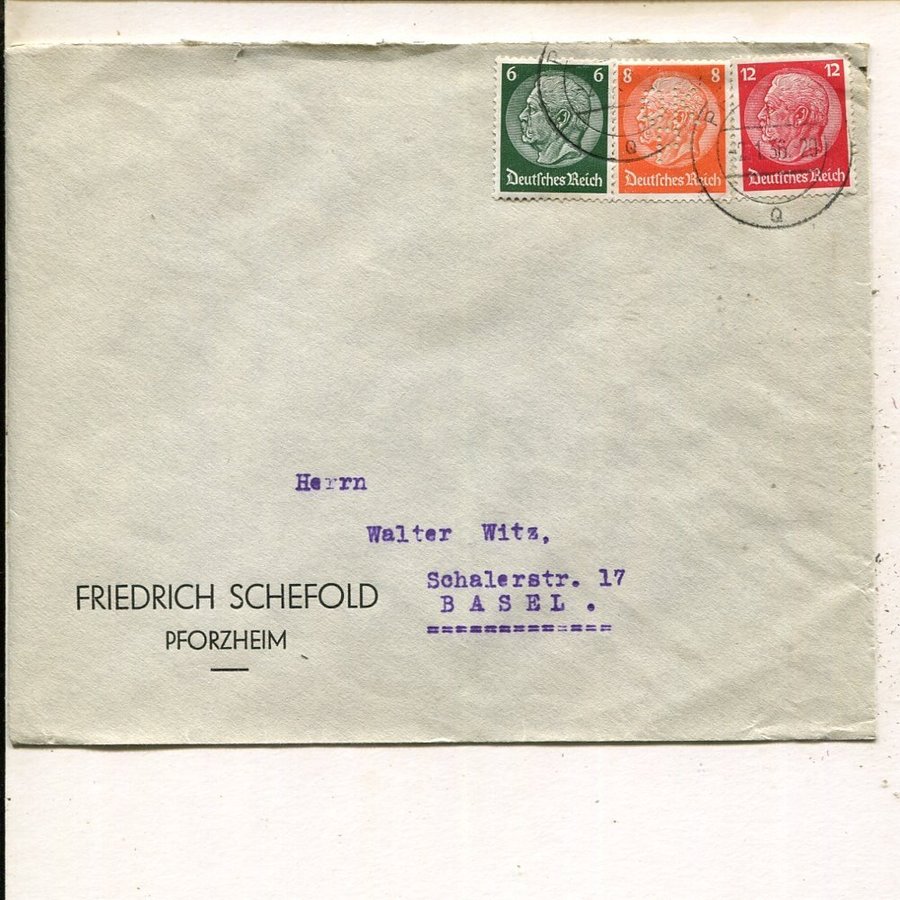 6 6
8 8
12 12
Deutsches Reich
Deutsches Reich
Deutsches Reich
Q
Q
Herrn
Walter Witz,
Schalerstr. 17
BASEL.
FRIEDRICH SCHEFOLD
PFORZHEIM